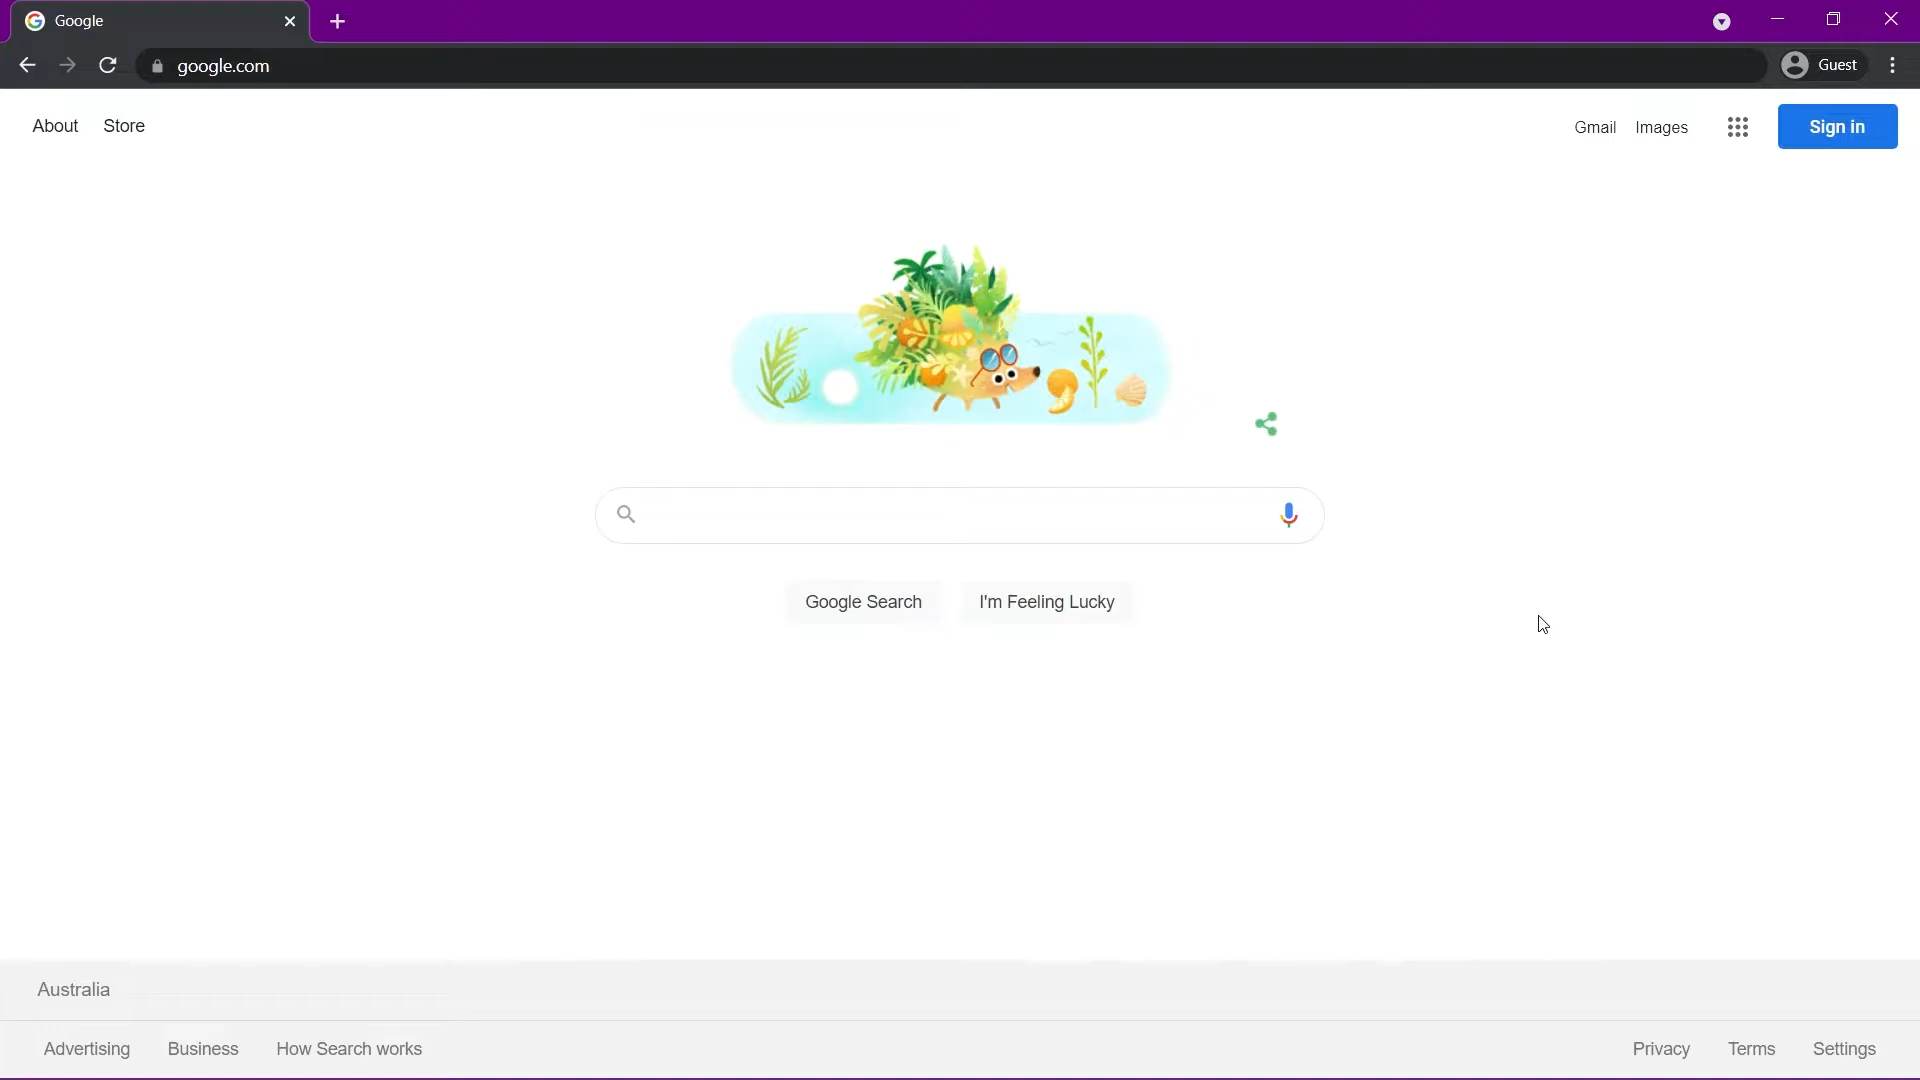 Google
google.com
Guest
About Store
Gmail Images Sign in
Google Search I'm Feeling Lucky
Australia
Advertising Business How Search works
Privacy Terms Settings